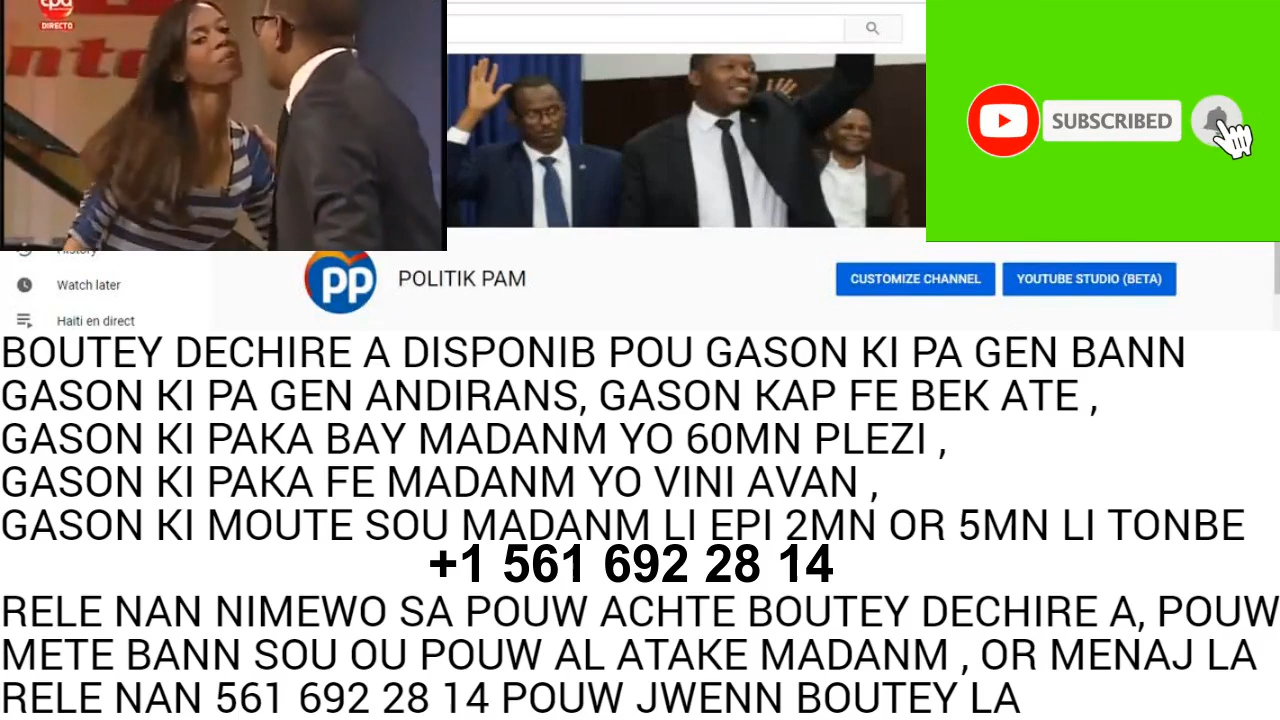 epa
DIRECTO
SUBSCRIBED
History
Watch later
Haiti en direct
PP
POLITIK PAM
CUSTOMIZE CHANNEL
YOUTUBE STUDIO (BETA)
BOUTEY DECHIRE A DISPONIB POU GASON KI PA GEN BANN
GASON KI PA GEN ANDIRANS, GASON KAP FE BEK ATE ,
GASON KI PAKA BAY MADANM YO 60MN PLEZI ,
GASON KI PAKA FE MADANM YO VINI AVAN ,
GASON KI MOUTE SOU MADANM LI EPI 2MN OR 5MN LI TONBE
+1 561 692 28 14
RELE NAN NIMEWO SA POUW ACHTE BOUTEY DECHIRE A, POUW
METE BANN SOU OU POUW AL ATAKE MADANM , OR MENAJ LA
RELE NAN 561 692 28 14 POUW JWENN BOUTEY LA